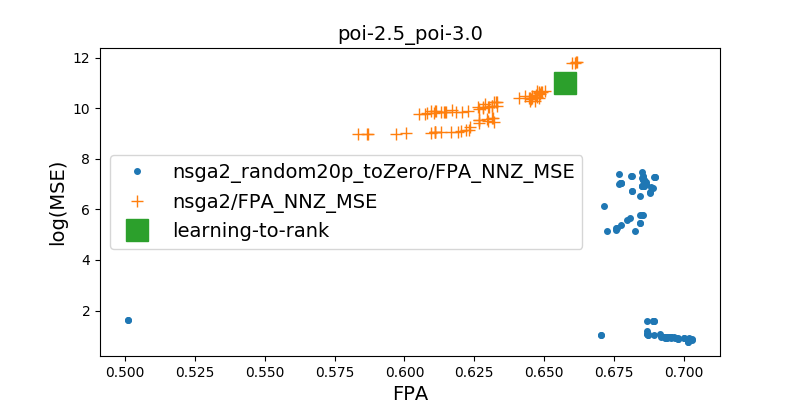 poi-2.5_poi-3.0
log(MSE)
12
10
8
6
4
2
nsga2_random20p_toZero/FPA_NNZ_MSE
nsga2/FPA_NNZ_MSE
learning-to-rank
0.500 0.525 0.550 0.575 0.600 0.625 0.650 0.675 0.700
FPA